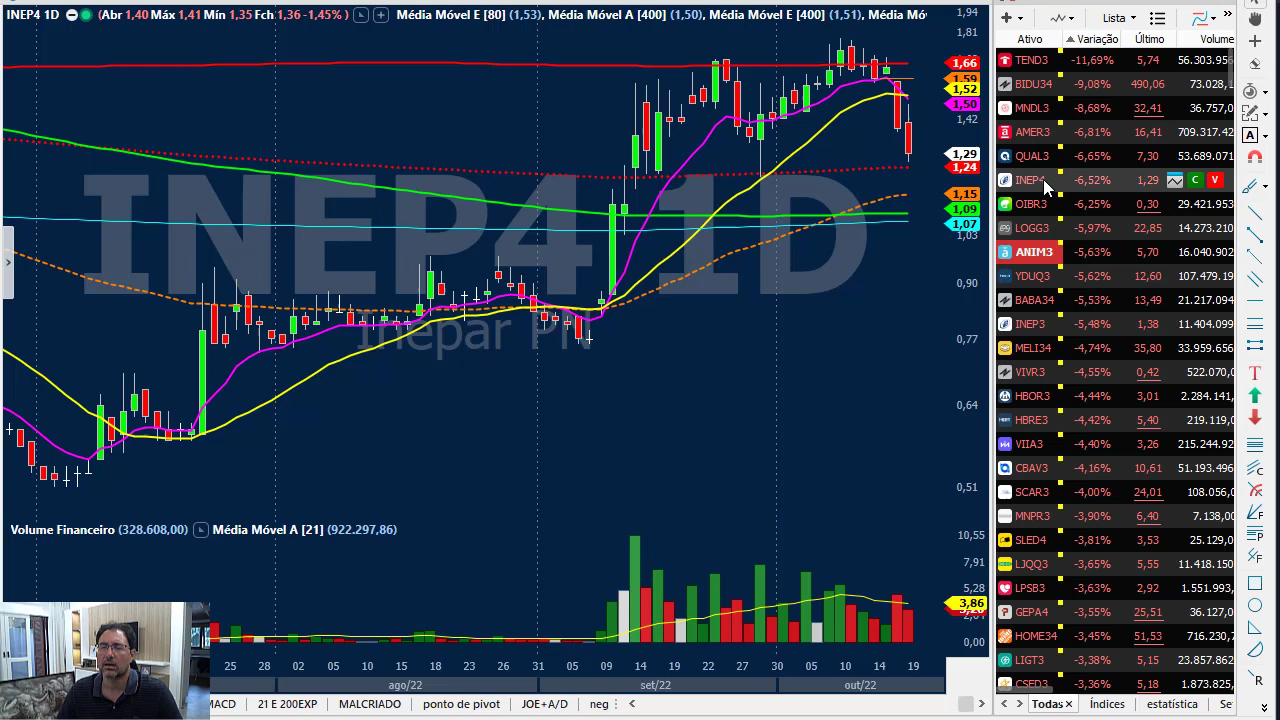 INEP4 1D (Abr 1,40 Máx 1,41 Mín 1,35 Fch 1,36 -1,45%) Média Móvel E [80] (1,53), Média Móvel A [400] (1,50), Média Móvel E [400] (1,51), Média Mó
INEP4 1D
Inepar PN
1,94
1,81
1,66
1,59
1,52
1,50
1,42
1,29
1,24
1,15
1,09
1,07
1,03
0,90
0,77
0,64
0,51
Volume Financeiro (328.608,00) Média Móvel A [21] (922.297,86)
10,55
7,91
5,28
3,86
0,00
25 28 02 05 10 15 18 23 26 31 05 09 14 19 22 27 30 05 10 14 19
ago/22 set/22 out/22
MACD 21 E 200EXP MALCRIADO ponto de pivot JOE+A/D neg
Lista
Ativo Variação Último Volume
TEND3 -11,69% 5,74 56.303.95
BIDU34 -9,08% 490,06 73.028,
MNDL3 -8,68% 32,41 36.757,0
AMER3 -6,81% 16,41 709.317.42
QUAL3 -6,65% 7,30 53.689.071
INEP4 -6,52% 1,29 C V
OIBR3 -6,25% 0,30 29.421.953
LOGG3 -5,97% 22,85 14.273.210
ANIM3 -5,63% 5,70 16.040.902
YDUQ3 -5,62% 12,60 107.479.19
BABA34 -5,53% 13,49 21.217.094
INEP3 -5,48% 1,38 11.404.099
MELI34 -4,74% 35,80 33.959.656
VIVR3 -4,55% 0,42 522.070,0
HBOR3 -4,44% 3,01 2.284.141,
HBRE3 -4,42% 5,40 219.119,0
VIIA3 -4,40% 3,26 215.244.92
CBAV3 -4,16% 10,61 51.193.496
SCAR3 -4,00% 24,01 108.056,0
MNPR3 -3,90% 6,40 7.138,00
SLED4 -3,81% 3,53 25.129,0
LJQQ3 -3,65% 5,55 11.418.150
LPSB3 -3,63% 2,92 1.551.993,
GEPA4 -3,55% 25,51 36.127,0
HOME34 -3,45% 51,53
LIGT3 -3,38% 5,15 23.857.862
CSED3 -3,36% 5,18 1.873.825
Todas Índices estatística Se